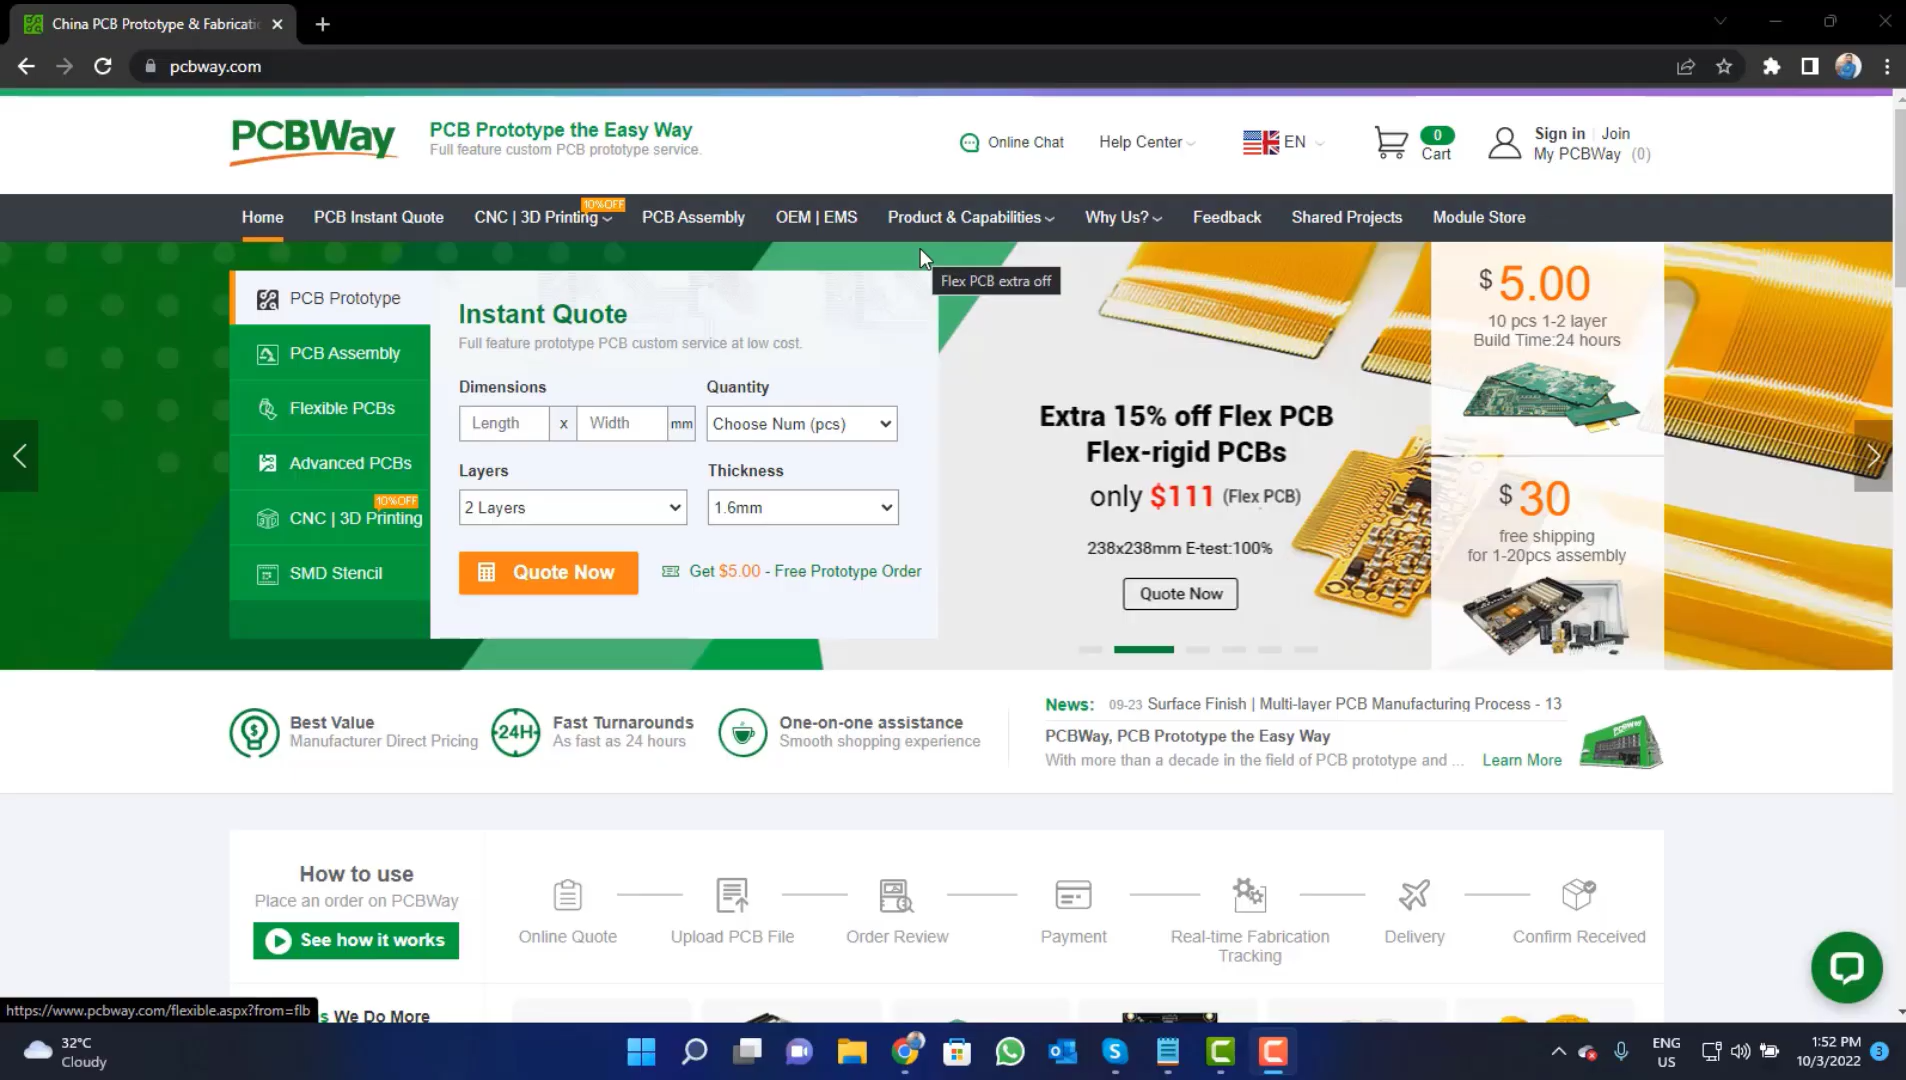 China PCB Prototype & Fabricati
pcbway.com
PCBWay
PCB Prototype the Easy Way
Full feature custom PCB prototype service.
Online Chat
Help Center
EN
0
Cart
Sign in | Join
My PCBWay (0)
Home
PCB Instant Quote
CNC | 3D Printing
10%OFF
PCB Assembly
OEM | EMS
Product & Capabilities
Why Us?
Feedback
Shared Projects
Module Store
Flex PCB extra off
PCB Prototype
PCB Assembly
Flexible PCBs
Advanced PCBs
10%OFF
CNC | 3D Printing
SMD Stencil
Instant Quote
Full feature prototype PCB custom service at low cost.
Dimensions
Quantity
Length x Width mm
Choose Num (pcs)
Layers
Thickness
2 Layers
1.6mm
Quote Now
Get $5.00 - Free Prototype Order
Extra 15% off Flex PCB
Flex-rigid PCBs
only $111 (Flex PCB)
238x238mm E-test:100%
Quote Now
$ 5.00
10 pcs 1-2 layer
Build Time:24 hours
$ 30
free shipping
for 1-20pcs assembly
Best Value
Manufacturer Direct Pricing
24H
Fast Turnarounds
As fast as 24 hours
One-on-one assistance
Smooth shopping experience
News: 09-23 Surface Finish | Multi-layer PCB Manufacturing Process - 13
PCBWay, PCB Prototype the Easy Way
With more than a decade in the field of PCB prototype and ... Learn More
How to use
Place an order on PCBWay
See how it works
Online Quote
Upload PCB File
Order Review
Payment
Real-time Fabrication
Tracking
Delivery
Confirm Received
https://www.pcbway.com/flexible.aspx?from=flb
s We Do More
32°C
Cloudy
ENG
US
1:52 PM
10/3/2022
3